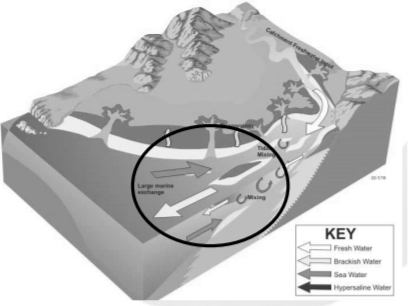 Catchment Freshwater Input
Tidal
Mixing
Large marine
exchange
Mixing
KEY
Fresh Water
Brackish Water
Sea Water
Hypersaline Water